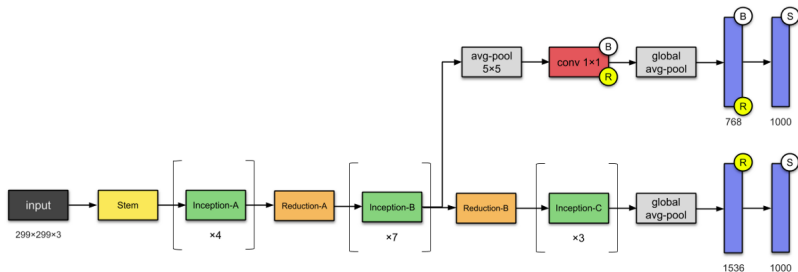 B
S
avg-pool
5×5
conv 1×1
R
global
avg-pool
R
768
1000
R
S
input
Stem
Inception-A
Reduction-A
Inception-B
Reduction-B
Inception-C
global
avg-pool
299×299×3
×4
×7
×3
1536
1000
B